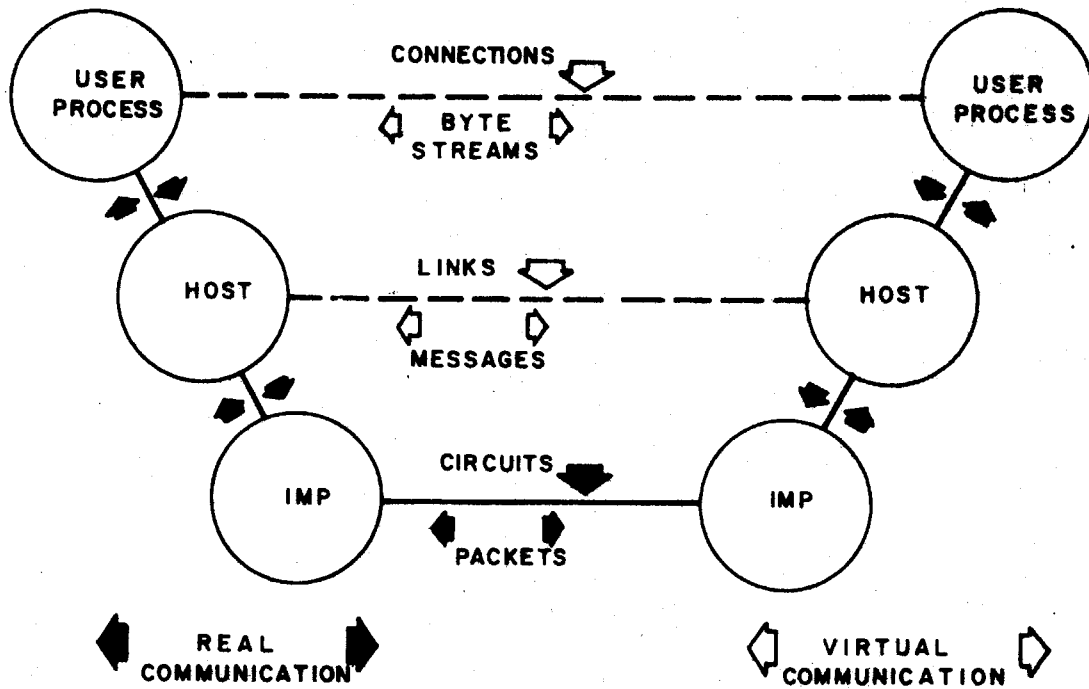 CONNECTIONS
USER
PROCESS
USER
PROCESS
BYTE
STREAMS
LINKS
HOST
HOST
MESSAGES
CIRCUITS
IMP
IMP
PACKETS
REAL
COMMUNICATION
VIRTUAL
COMMUNICATION